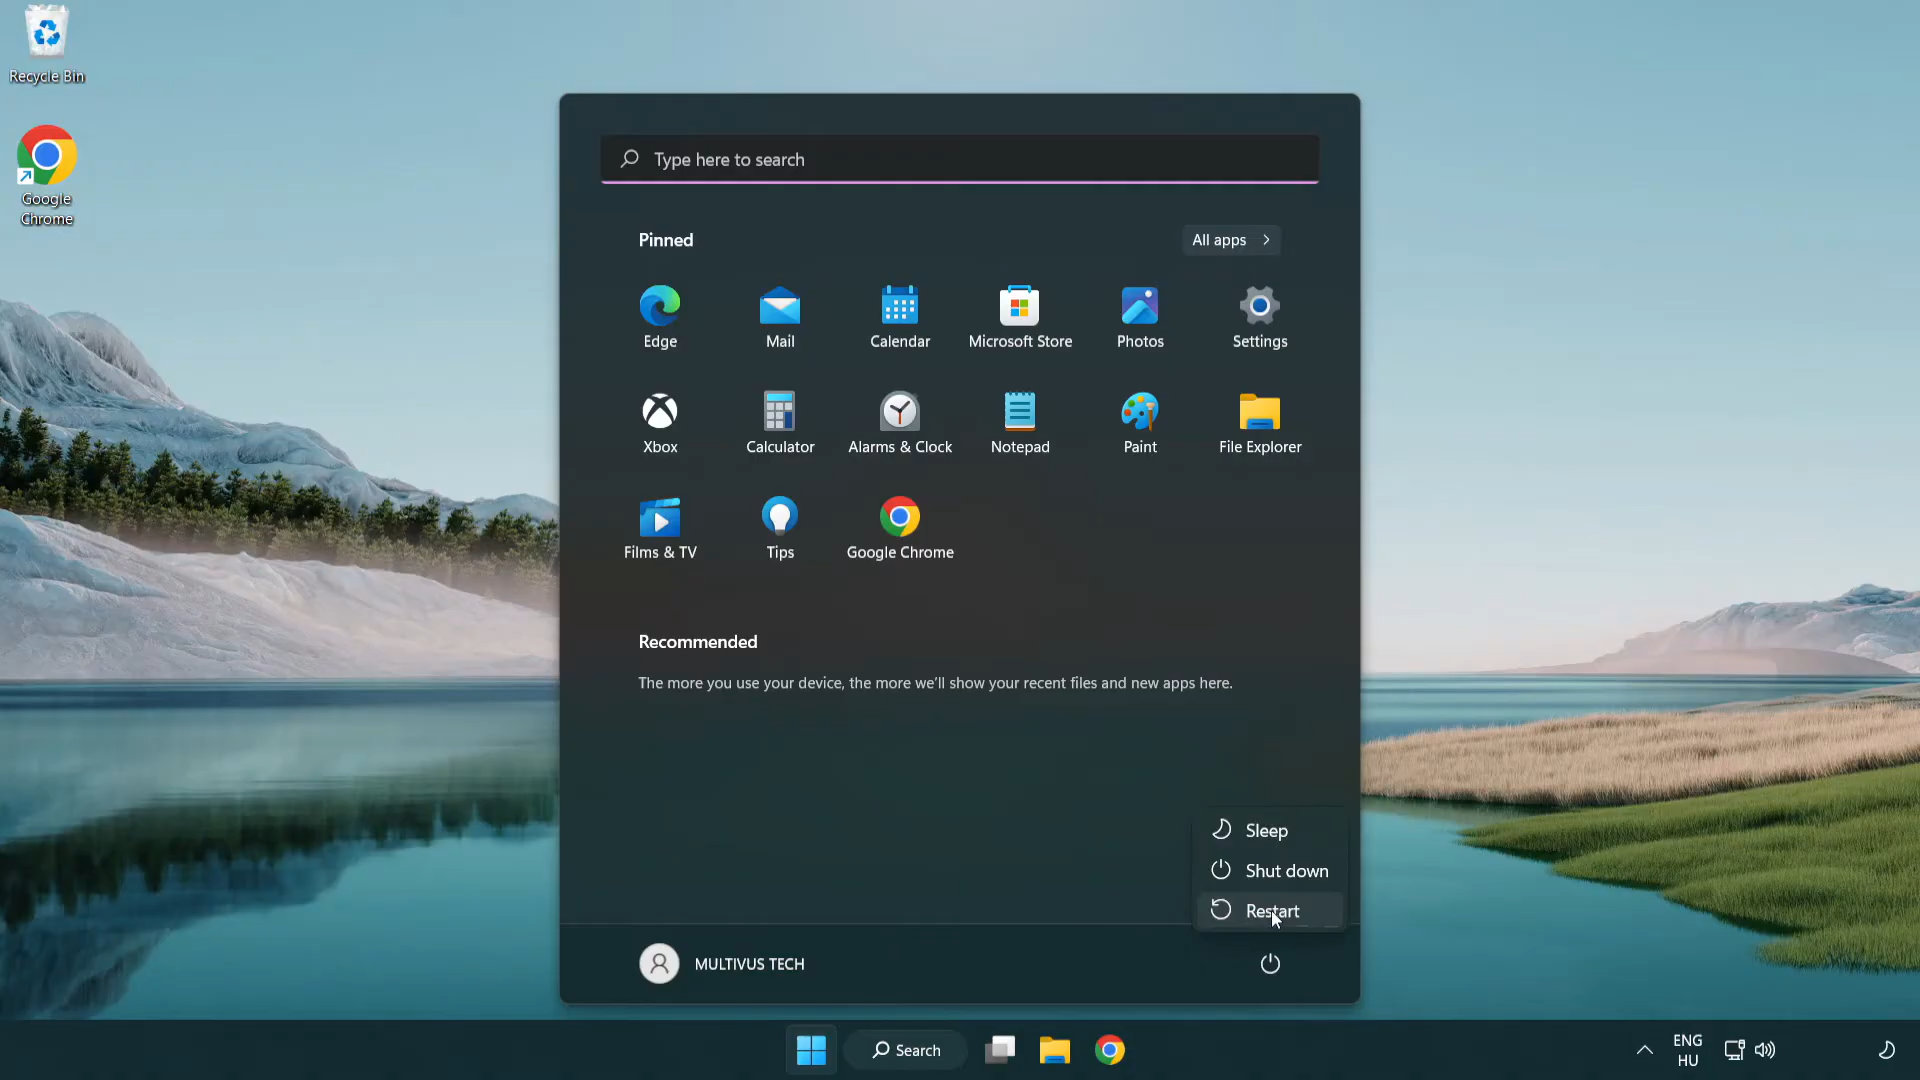 Recycle Bin
Google
Chrome
Type here to search
Pinned
All apps
Edge
Mail
Calendar
Microsoft Store
Photos
Settings
Xbox
Calculator
Alarms & Clock
Notepad
Paint
File Explorer
Films & TV
Tips
Google Chrome
Recommended
The more you use your device, the more we'll show your recent files and new apps here.
Sleep
Shut down
Restart
MULTIVUS TECH
Search
ENG
HU